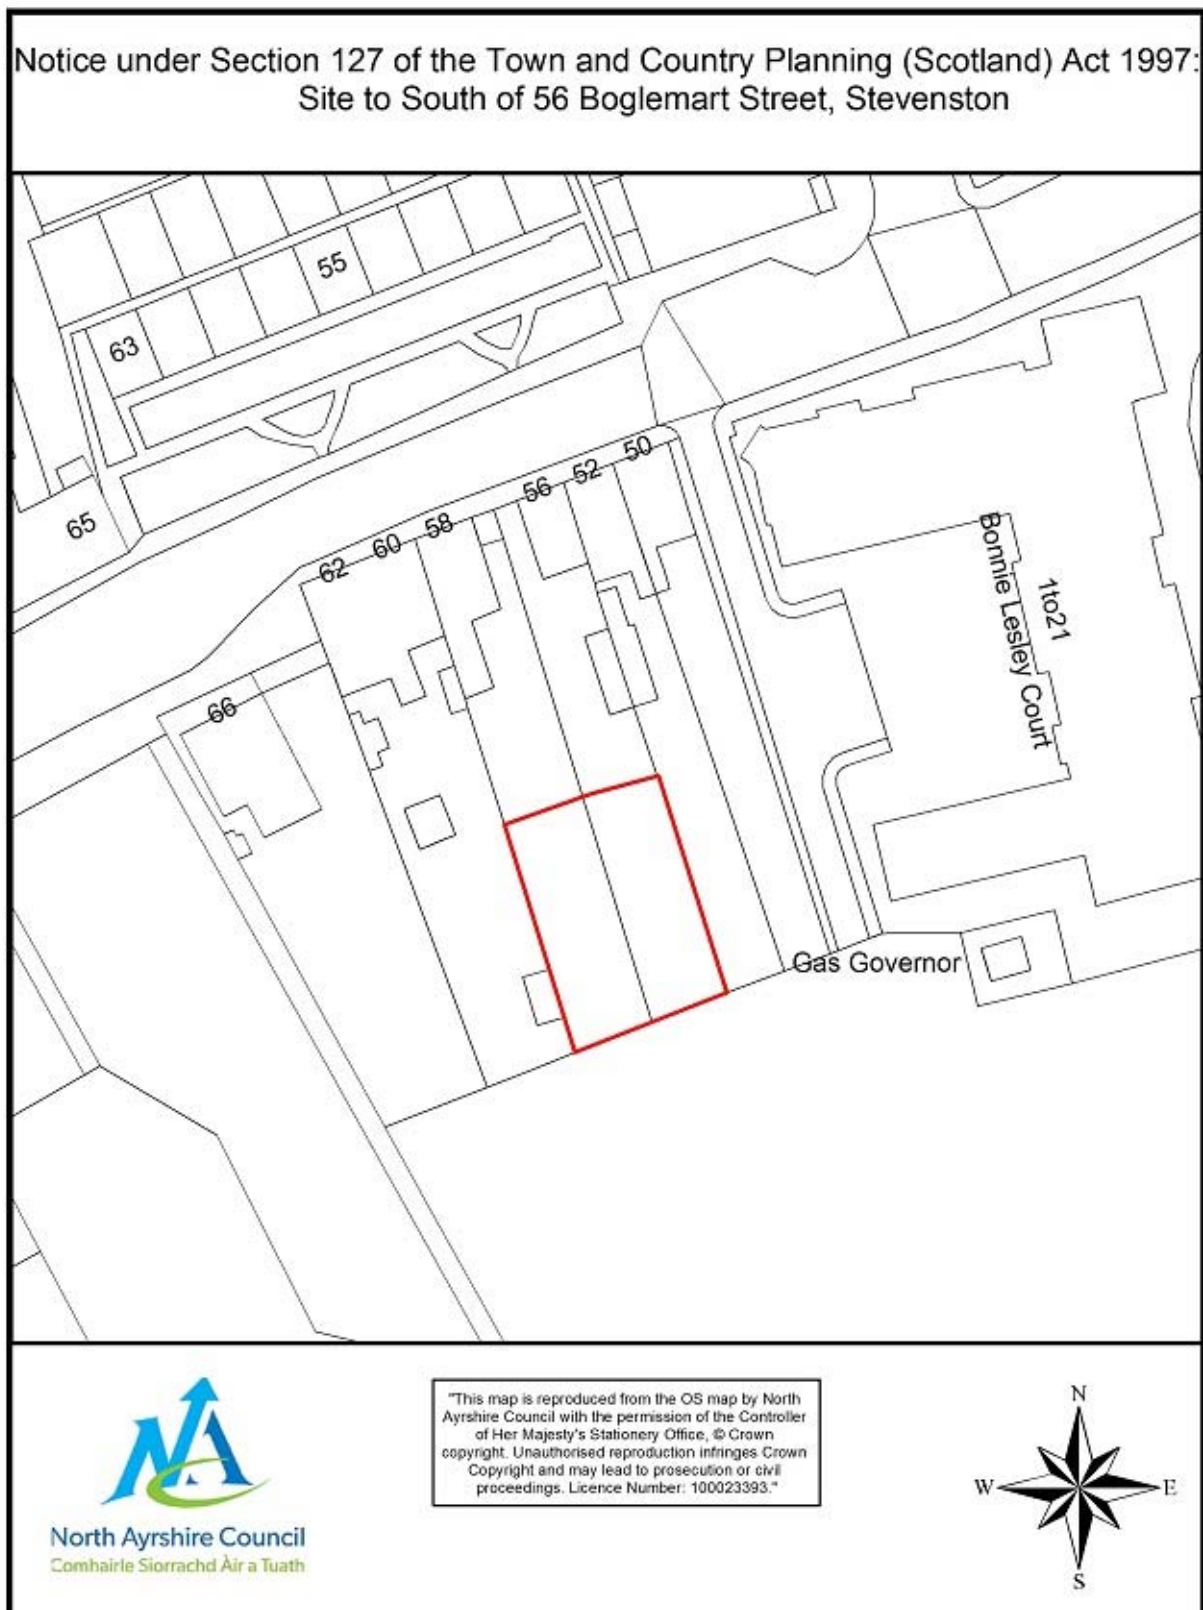 Notice under Section 127 of the Town and Country Planning (Scotland) Act 1997:
Site to South of 56 Boglemart Street, Stevenston
55
63
65
50
52
56
58
60
62
66
1to21
Bonnie Lesley Court
Gas Governor
North Ayrshire Council
Comhairle Siorrachd Àir a Tuath
"This map is reproduced from the OS map by North
Ayrshire Council with the permission of the Controller
of Her Majesty's Stationery Office, © Crown
copyright. Unauthorised reproduction infringes Crown
Copyright and may lead to prosecution or civil
proceedings. Licence Number: 100023393."
N
W
E
S